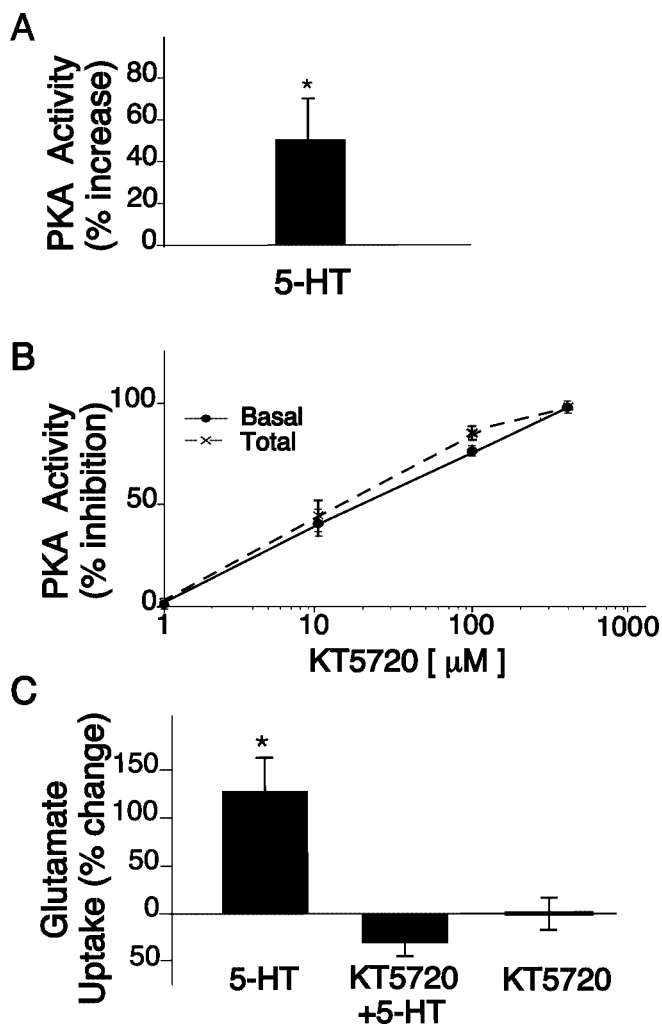 A
PKA Activity
(% increase)
80
60
40
20
0
*
5-HT
B
PKA Activity
(% inhibition)
100
50
0
Basal
Total
1
10
100
1000
KT5720 [ μM ]
C
Glutamate
Uptake (% change)
150
100
50
0
50
*
5-HT
KT5720
+5-HT
KT5720